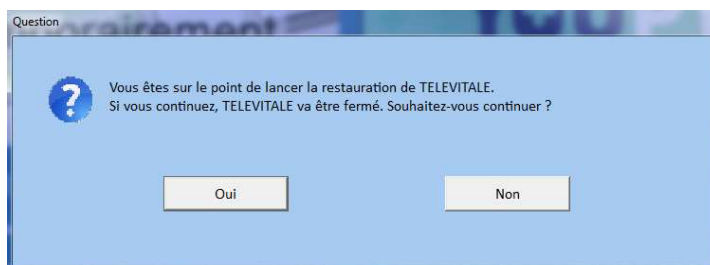 Question
Vous êtes sur le point de lancer la restauration de TELEVITALE.
Si vous continuez, TELEVITALE va être fermé. Souhaitez-vous continuer ?
Oui
Non